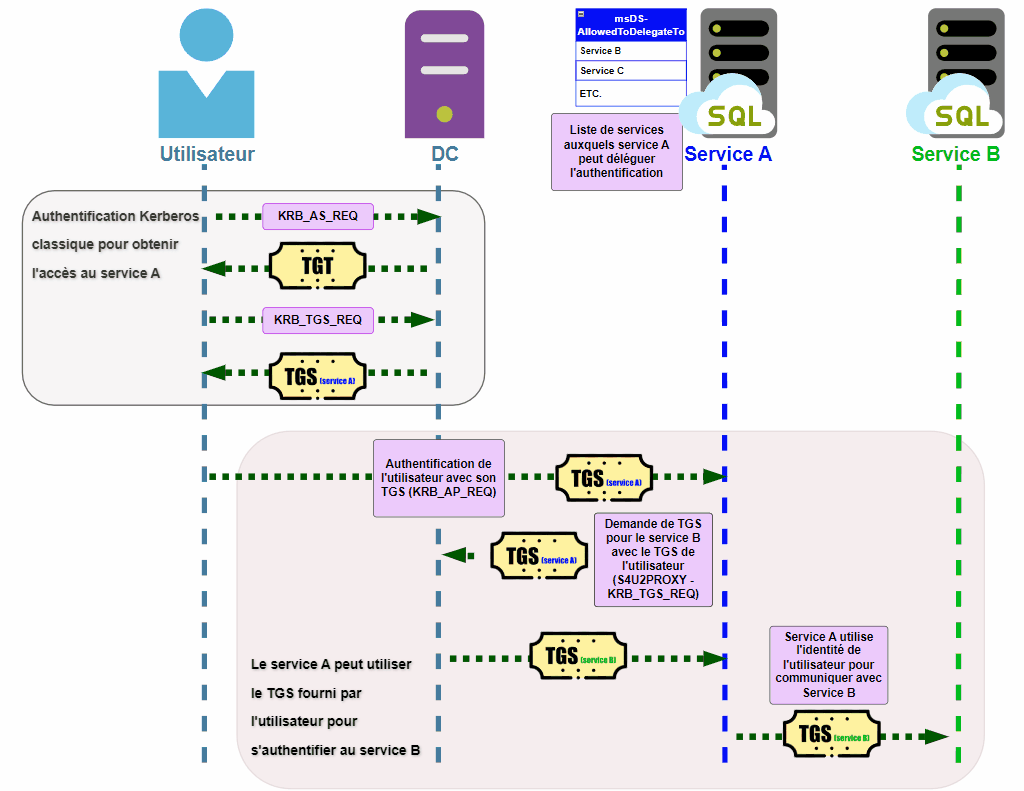 msDS-
AllowedToDelegateTo
Service B
Service C
ETC.
SQL
SQL
Utilisateur
DC
Liste de services
auxquels service A
peut déléguer
l'authentification
Service A
Service B
Authentification Kerberos
classique pour obtenir
l'accès au service A
KRB_AS_REQ
TGT
KRB_TGS_REQ
TGS (service A)
Authentification de
l'utilisateur avec son
TGS (KRB_AP_REQ)
TGS (service A)
TGS (service A)
Demande de TGS
pour le service B
avec le TGS de
l'utilisateur
(S4U2PROXY -
KRB_TGS_REQ)
TGS (service B)
Service A utilise
l'identité de
l'utilisateur pour
communiquer avec
Service B
TGS (service B)
Le service A peut utiliser
le TGS fourni par
l'utilisateur pour
s'authentifier au service B